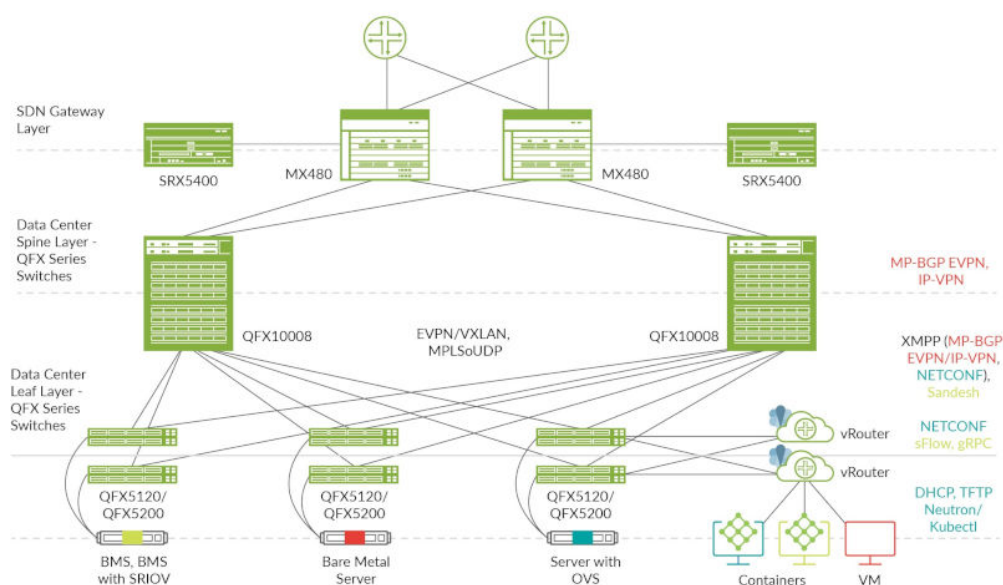 SDN Gateway
Layer
SRX5400
MX480
MX480
SRX5400
Data Center
Spine Layer -
QFX Series
Switches
MP-BGP EVPN,
IP-VPN
QFX10008
EVPN/VXLAN,
MPLSoUDP
QFX10008
XMPP (MP-BGP
EVPN/IP-VPN,
NETCONF),
Sandesh
Data Center
Leaf Layer -
QFX Series
Switches
vRouter
NETCONF
sFlow, gRPC
vRouter
QFX5120/
QFX5200
QFX5120/
QFX5200
QFX5120/
QFX5200
DHCP, TFTP
Neutron/
Kubectl
BMS, BMS
with SRIOV
Bare Metal
Server
Server with
OVS
Containers
VM